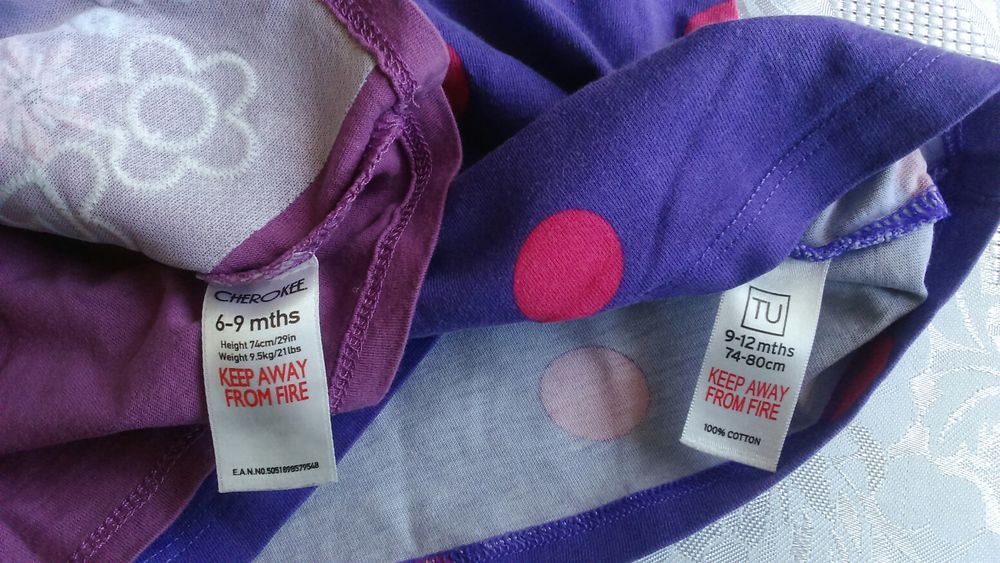 CHEROKEE
6-9 mths
Height 74cm/29in
Weight 9.5kg/21lbs
KEEP AWAY
FROM FIRE
E.A.N.NO.5051898579548
TU
9-12 mths
74-80cm
KEEP AWAY
FROM FIRE
100% COTTON